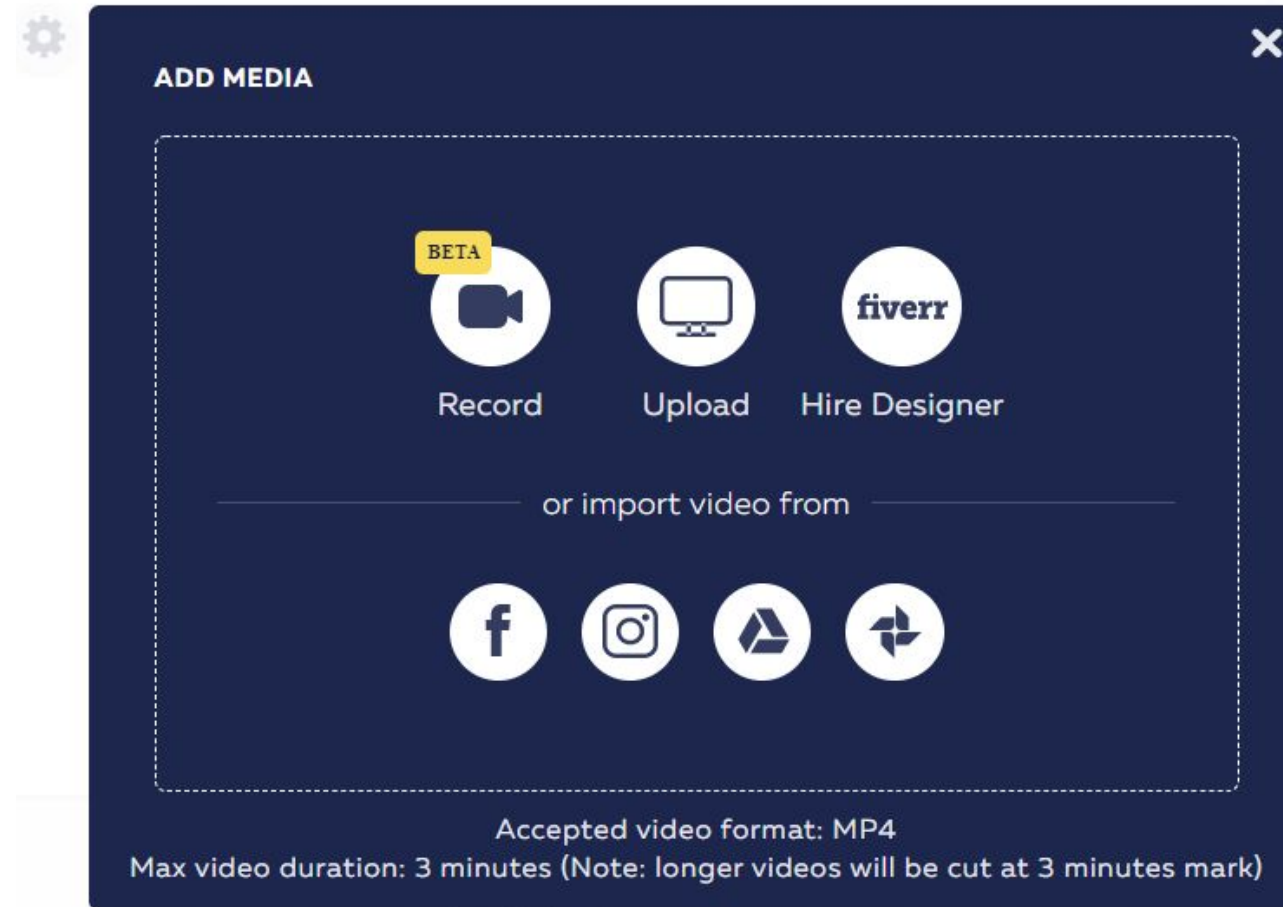 ADD MEDIA
BETA
fiverr
Record
Upload
Hire Designer
or import video from
Accepted video format: MP4
Max video duration: 3 minutes (Note: longer videos will be cut at 3 minutes mark)